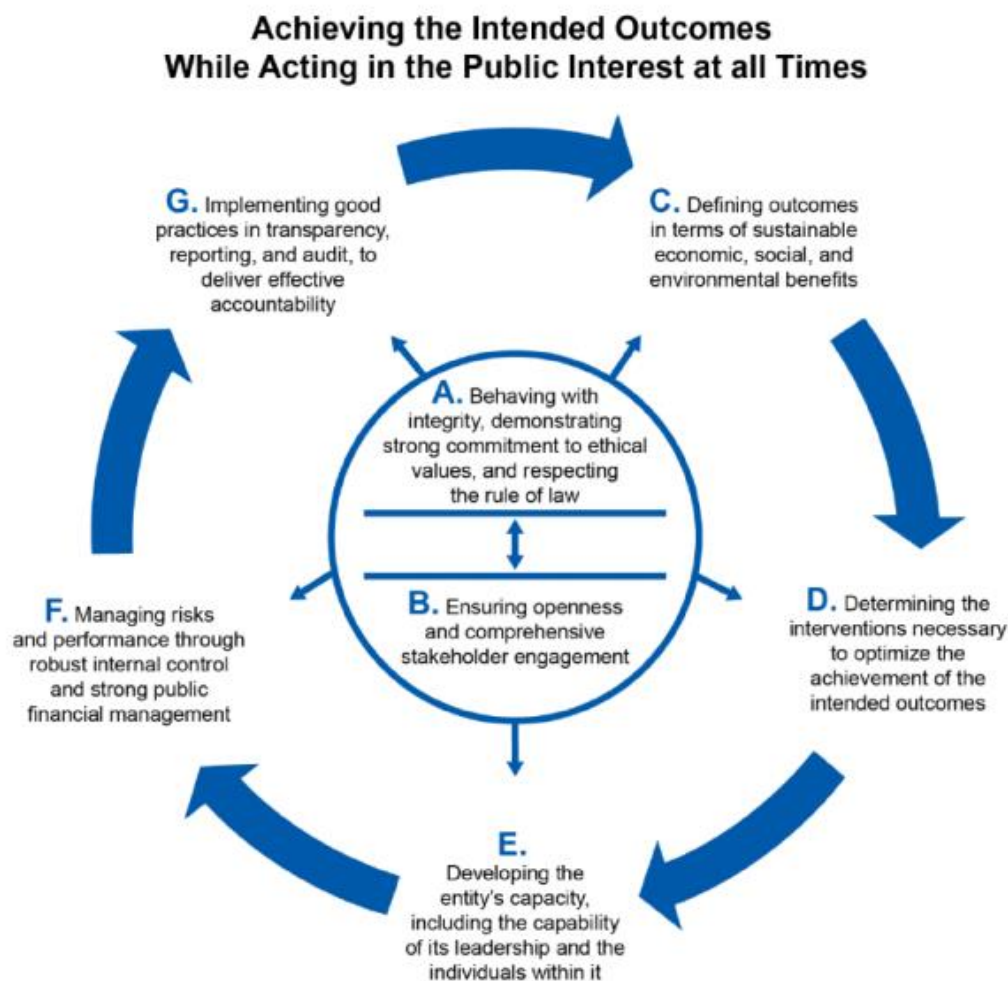 Achieving the Intended Outcomes
While Acting in the Public Interest at all Times
G. Implementing good
practices in transparency,
reporting, and audit, to
deliver effective
accountability
C. Defining outcomes
in terms of sustainable
economic, social, and
environmental benefits
A. Behaving with
integrity, demonstrating
strong commitment to ethical
values, and respecting
the rule of law
B. Ensuring openness
and comprehensive
stakeholder engagement
F. Managing risks
and performance through
robust internal control
and strong public
financial management
D. Determining the
interventions necessary
to optimize the
achievement of the
intended outcomes
E.
Developing the
entity's capacity,
including the capability
of its leadership and the
individuals within it